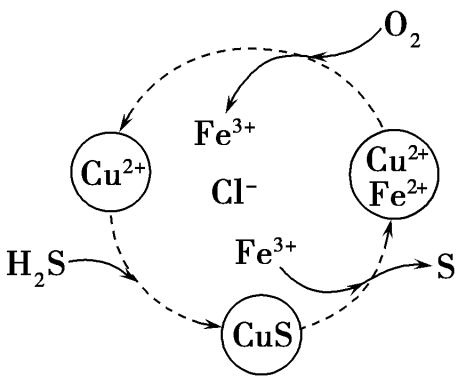 O₂
Fe³⁺
Cu²⁺
Cu²⁺
Fe²⁺
Cl⁻
H₂S
Fe³⁺
S
CuS